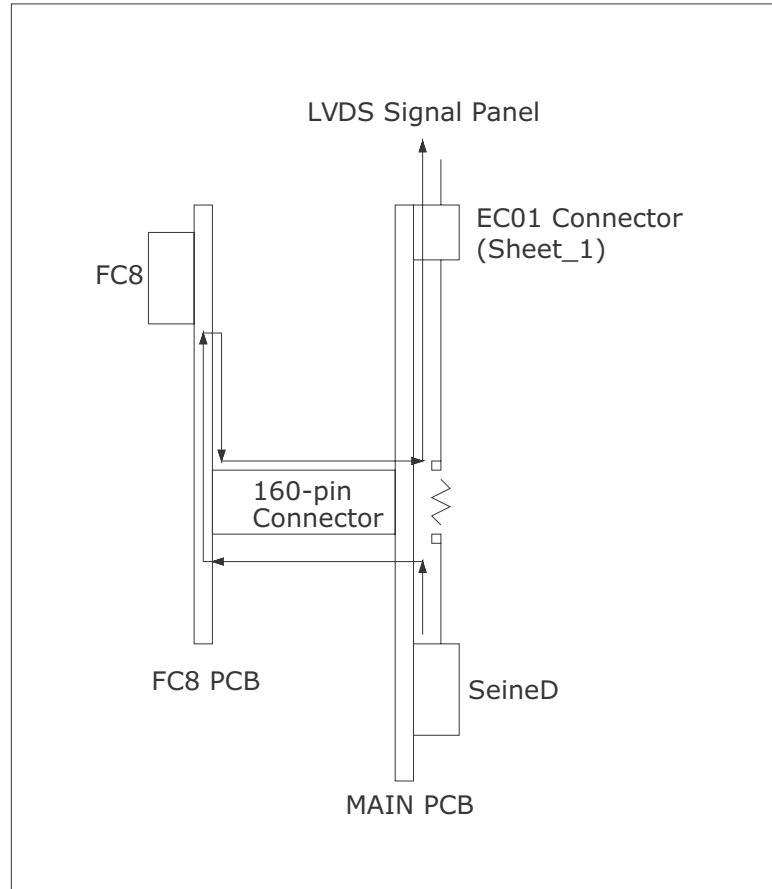 LVDS Signal Panel
EC01 Connector
(Sheet_1)
FC8
160-pin
Connector
FC8 PCB
SeineD
MAIN PCB